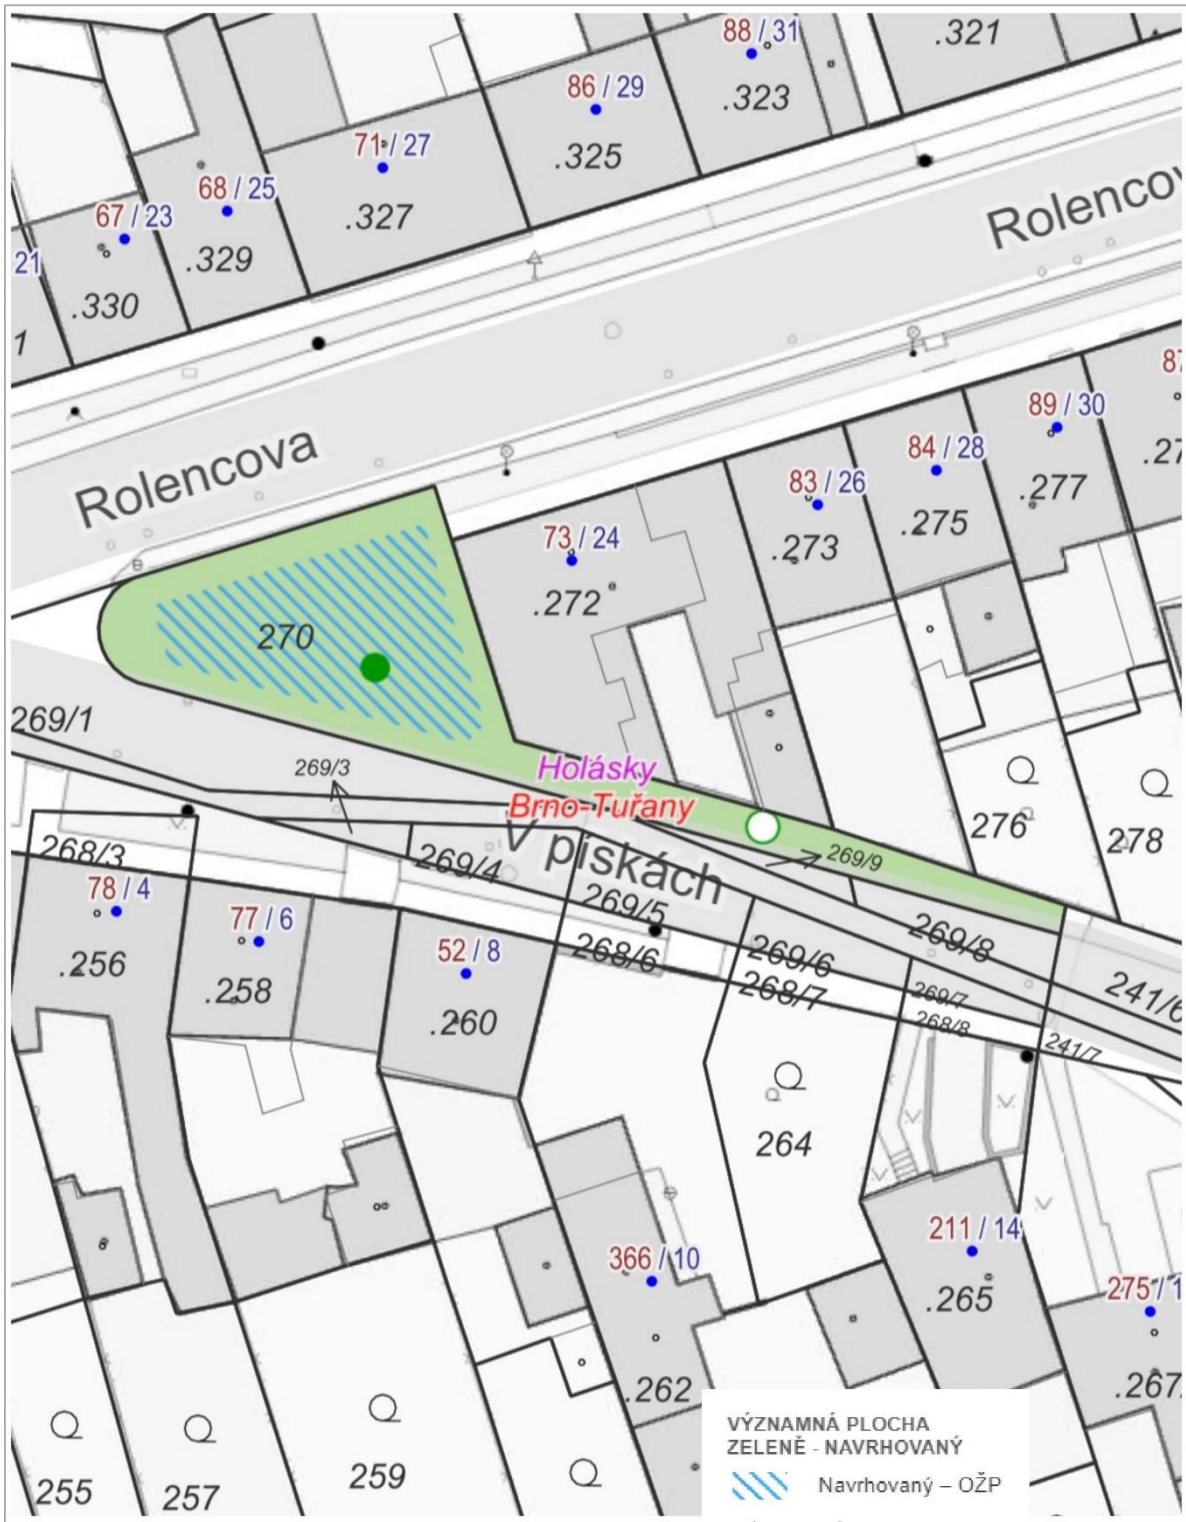 88 / 31
.321
86 / 29
.323
71 / 27
.325
68 / 25
67 / 23
.327
21
.329
.330
1
Rolencov
Rolencova
87
89 / 30
84 / 28
.27
83 / 26
.277
73 / 24
.275
.273
.272
270
269/1
Holásky
269/3
Brno-Tuřany
276
278
V pískách
268/3
269/4
269/9
78 / 4
269/5
77 / 6
269/8
52 / 8
268/6
269/6
.256
268/7
.258
269/7
241/6
.260
268/8
241/7
264
211 / 14
366 / 10
275 / 1
.265
.262
.267
VÝZNAMNÁ PLOCHA
ZELENĚ - NAVRHOVANÝ
259
255
257
Navrhovaný – OŽP